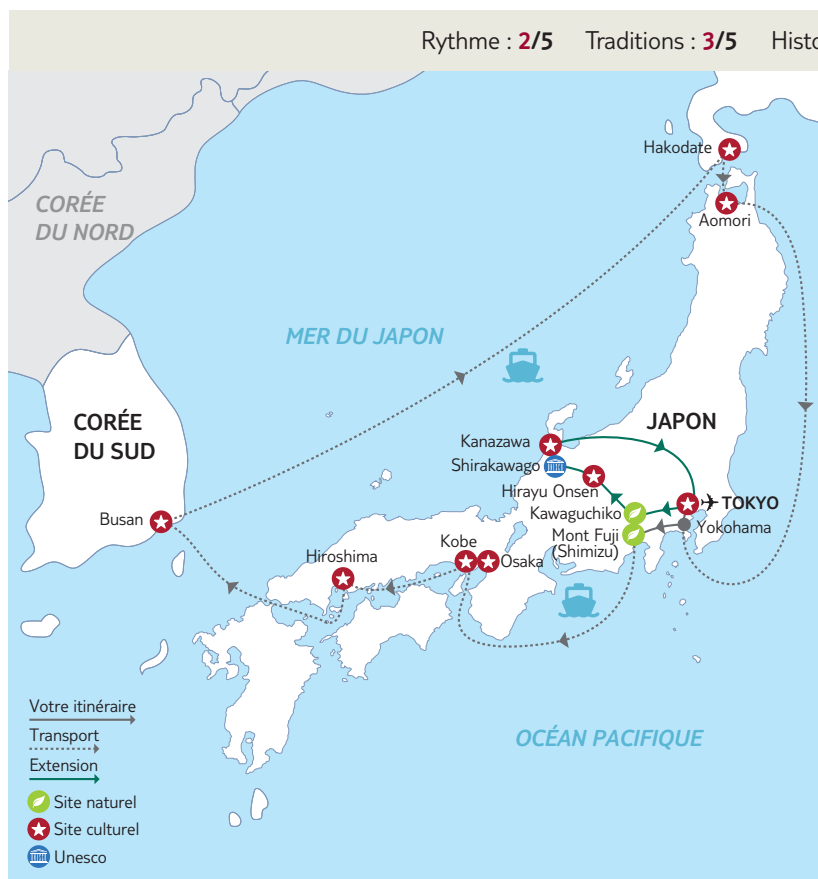 Rythme : 2/5 Traditions : 3/5 Histo
Hakodate
Aomori
CORÉE
DU NORD
MER DU JAPON
CORÉE
DU SUD
JAPON
Kanazawa
Shirakawago
Hirayu Onsen
Kawaguchiko
TOKYO
Yokohama
Mont Fuji
(Shimizu)
Busan
Kobe
Osaka
Hiroshima
Votre itinéraire
Transport
Extension
Site naturel
Site culturel
Unesco
OCÉAN PACIFIQUE